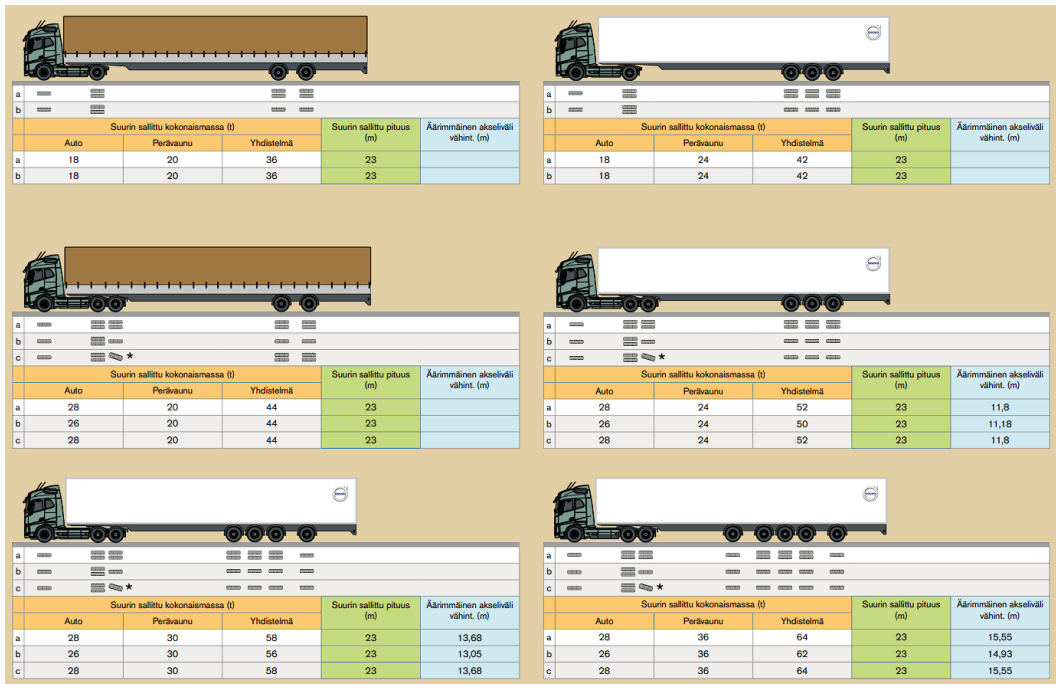 VOLVO
a
b
Suurin sallittu kokonaismassa (t) Suurin sallittu pituus (m) Äärimmäinen akseliväli vähint. (m)
Auto Perävaunu Yhdistelmä
a 18 20 36 23
b 18 20 36 23
a
b
Suurin sallittu kokonaismassa (t) Suurin sallittu pituus (m) Äärimmäinen akseliväli vähint. (m)
Auto Perävaunu Yhdistelmä
a 18 24 42 23
b 18 24 42 23
a
b
c *
Suurin sallittu kokonaismassa (t) Suurin sallittu pituus (m) Äärimmäinen akseliväli vähint. (m)
Auto Perävaunu Yhdistelmä
a 28 20 44 23
b 26 20 44 23
c 28 20 44 23
VOLVO
a
b
c *
Suurin sallittu kokonaismassa (t) Suurin sallittu pituus (m) Äärimmäinen akseliväli vähint. (m)
Auto Perävaunu Yhdistelmä
a 28 24 52 23 11,8
b 26 24 50 23 11,18
c 28 24 52 23 11,8
VOLVO
a
b
c *
Suurin sallittu kokonaismassa (t) Suurin sallittu pituus (m) Äärimmäinen akseliväli vähint. (m)
Auto Perävaunu Yhdistelmä
a 28 30 58 23 13,68
b 26 30 56 23 13,05
c 28 30 58 23 13,68
VOLVO
a
b
c *
Suurin sallittu kokonaismassa (t) Suurin sallittu pituus (m) Äärimmäinen akseliväli vähint. (m)
Auto Perävaunu Yhdistelmä
a 28 36 64 23 15,55
b 26 36 62 23 14,93
c 28 36 64 23 15,55